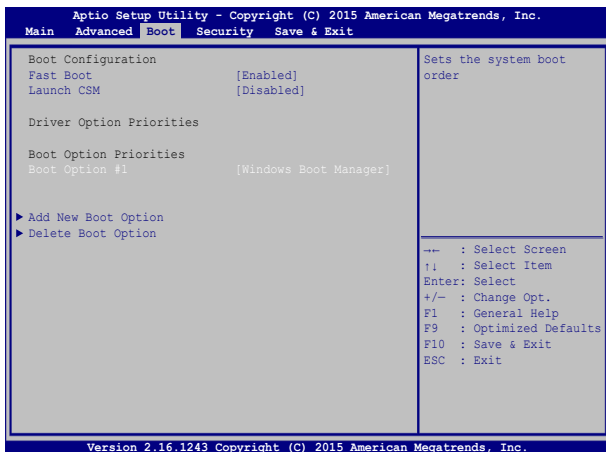 Aptio Setup Utility - Copyright (C) 2015 American Megatrends, Inc.
Main Advanced Boot Security Save & Exit
Boot Configuration
Fast Boot [Enabled]
Launch CSM [Disabled]
Driver Option Priorities
Boot Option Priorities
Boot Option #1 [Windows Boot Manager]
▶ Add New Boot Option
▶ Delete Boot Option
Sets the system boot
order
→← : Select Screen
↑↓ : Select Item
Enter: Select
+/— : Change Opt.
F1 : General Help
F9 : Optimized Defaults
F10 : Save & Exit
ESC : Exit
Version 2.16.1243 Copyright (C) 2015 American Megatrends, Inc.